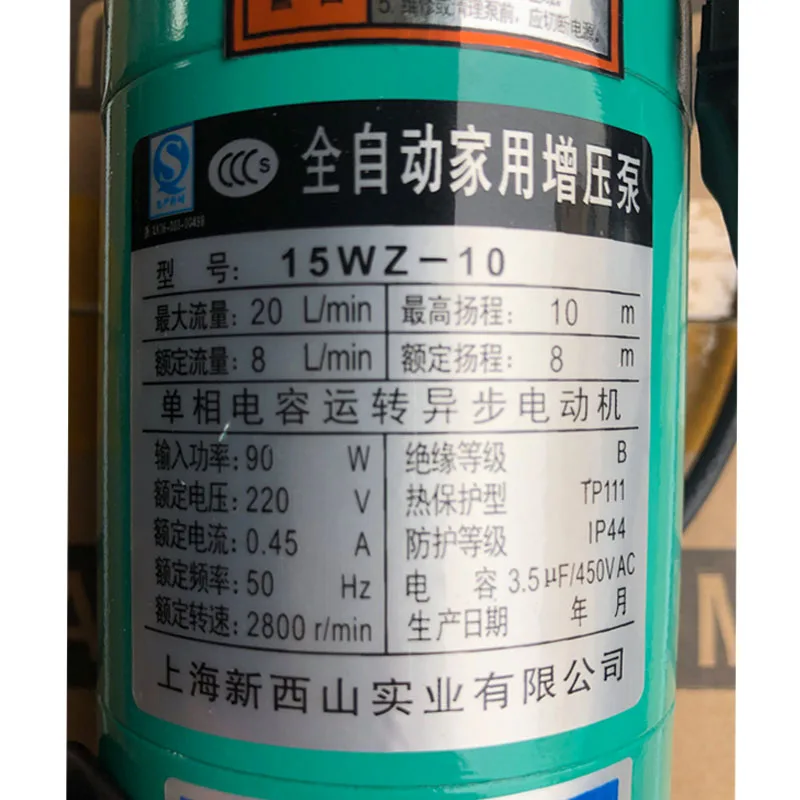 5. 维修或清理泵前,应切断电源。
全自动家用增压泵
型 号: 15WZ-10
最大流量: 20 L/min 最高扬程: 10 m
额定流量: 8 L/min 额定扬程: 8 m
单相电容运转异步电动机
输入功率: 90 W 绝缘等级 B
额定电压: 220 V 热保护型 TP111
额定电流: 0.45 A 防护等级 IP44
额定频率: 50 Hz 电 容 3.5μF/450VAC
额定转速: 2800 r/min 生产日期 年 月
上海新西山实业有限公司